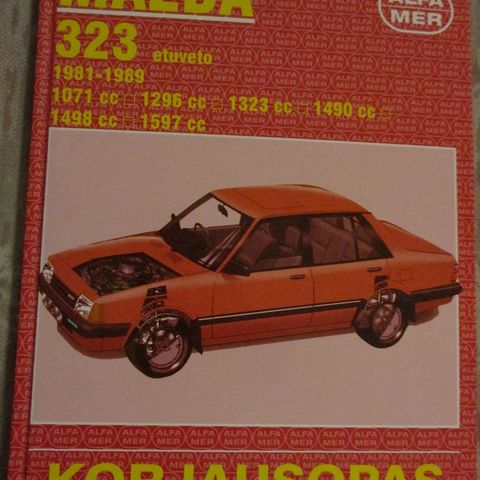 MAZDA
ALFA
MER
323 etuveto
1981-1989
1071 cc □ 1296 cc □ 1323 cc □ 1490 cc □
1498 cc □ 1597 cc
KORJAUSOPAS